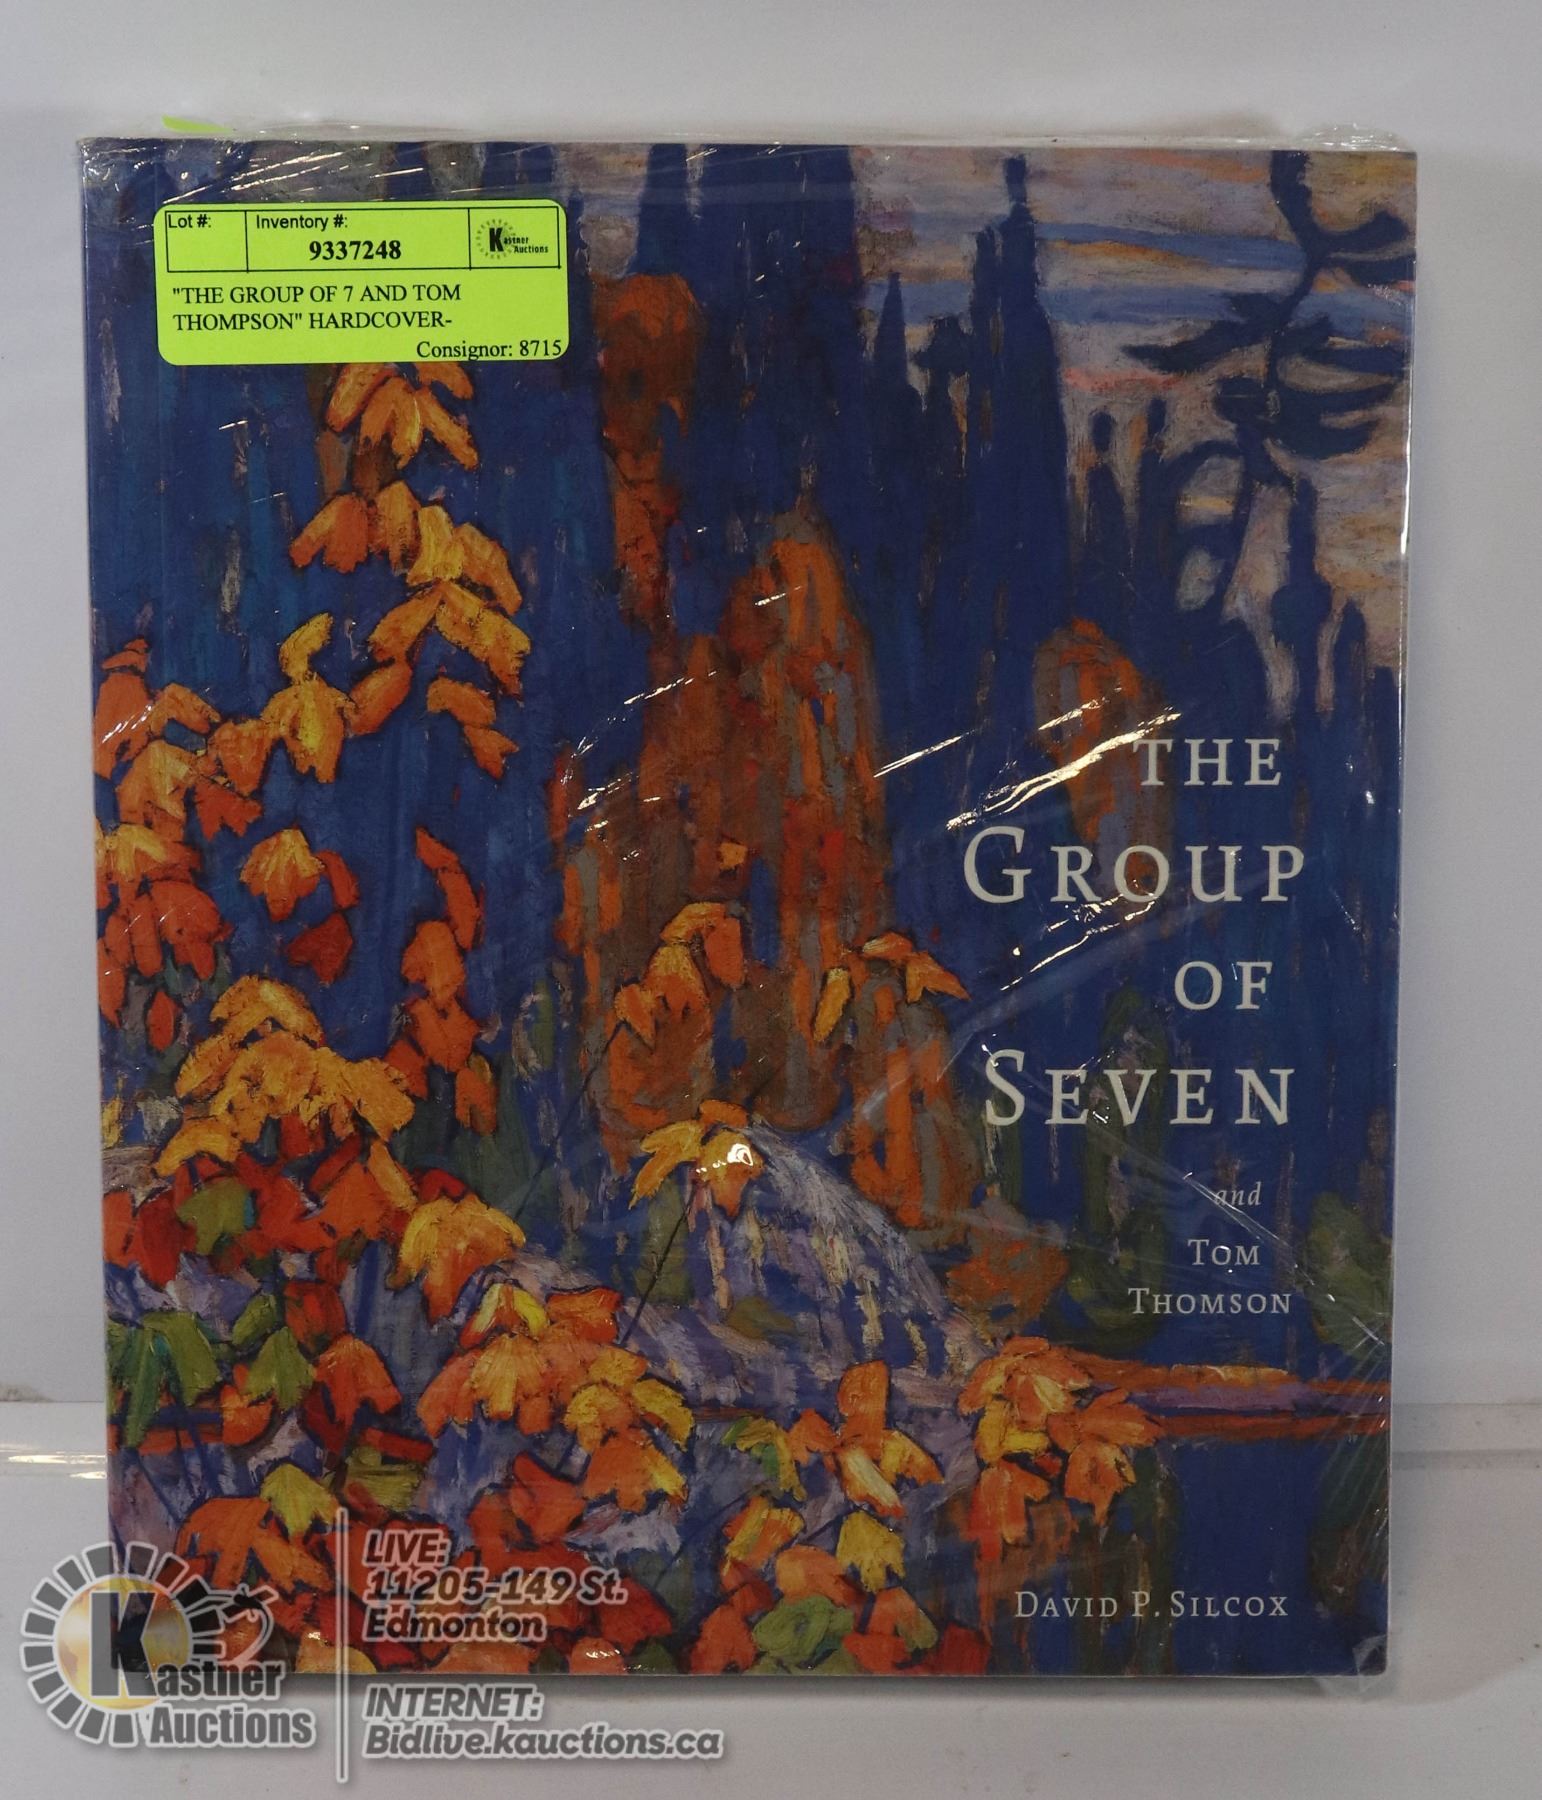 Lot #:
Inventory #:
9337248
Kastner
Auctions
"THE GROUP OF 7 AND TOM
THOMPSON" HARDCOVER-
Consignor: 8715
THE
GROUP
OF
SEVEN
and
TOM
THOMSON
DAVID P. SILCOX
Kastner
Auctions
LIVE:
11205-149 St.
Edmonton
INTERNET:
Bidlive.kauctions.ca